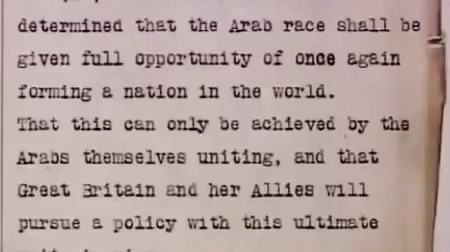 determined that the Arab race shall be
given full opportunity of once again
forming a nation in the world.
That this can only be achieved by the
Arabs themselves uniting, and that
Great Britain and her Allies will
pursue a policy with this ultimate